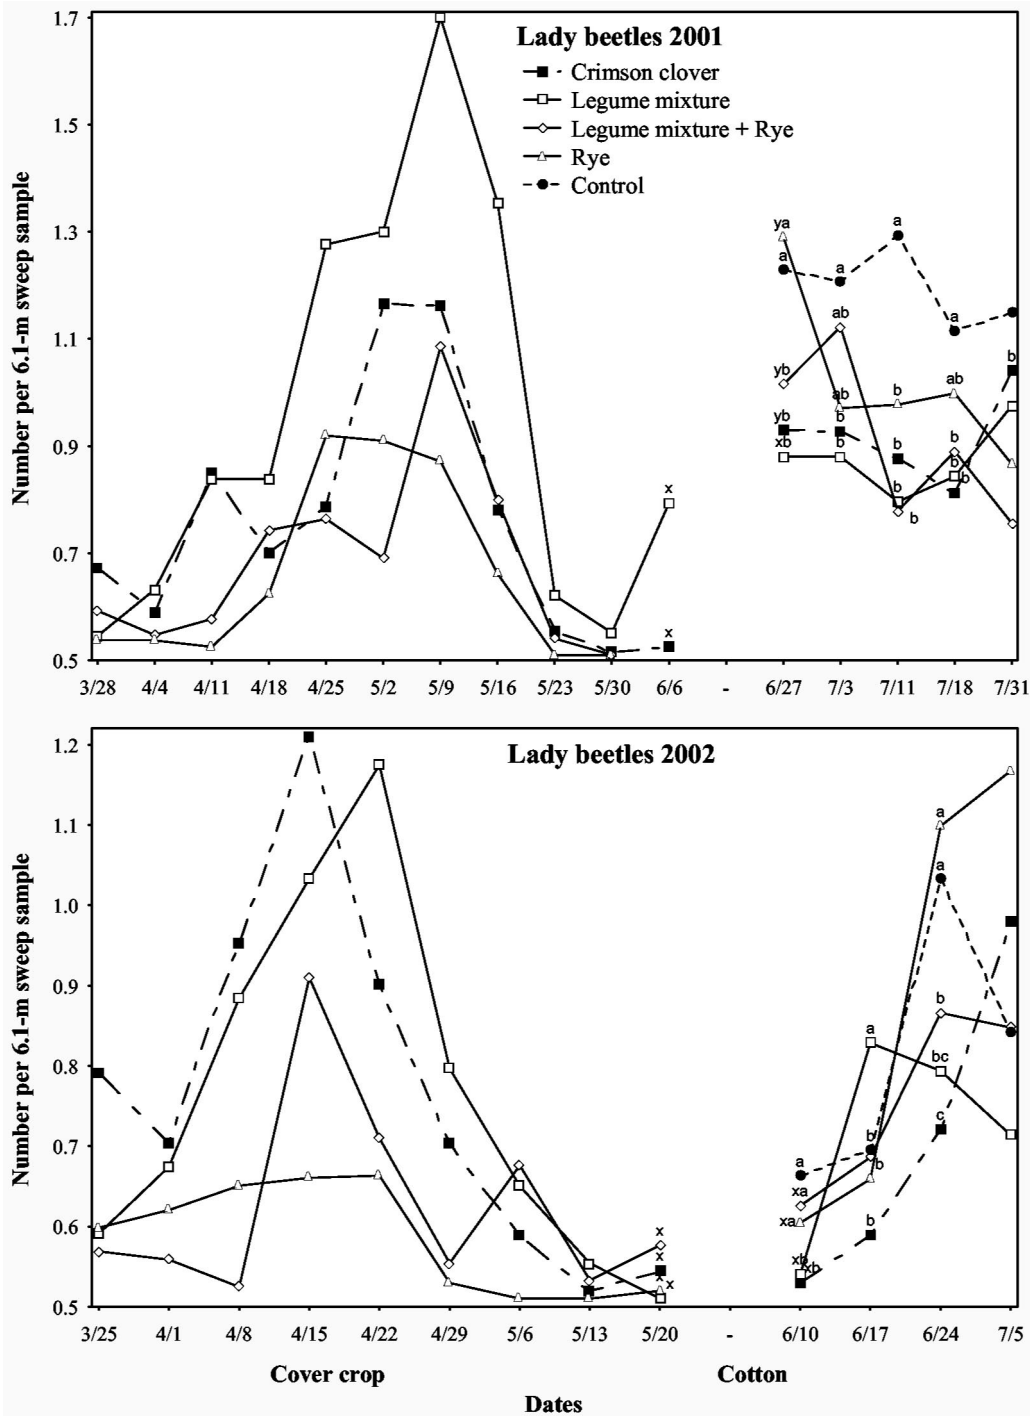 Lady beetles 2001
Crimson clover
Legume mixture
Legume mixture + Rye
Rye
Control
Number per 6.1-m sweep sample
1.7
1.5
1.3
1.1
0.9
0.7
0.5
ya
a
a
a
a
ab
yb
ab
b
ab
yb
b
b
b
xb
b
b
b
b
b
b
x
x
3/28 4/4 4/11 4/18 4/25 5/2 5/9 5/16 5/23 5/30 6/6 - 6/27 7/3 7/11 7/18 7/31
Lady beetles 2002
Number per 6.1-m sweep sample
1.2
1.1
1.0
0.9
0.8
0.7
0.6
0.5
a
a
a
b
bc
c
a
b
b
b
xa
xa
xb
xb
x
x
x
x
3/25 4/1 4/8 4/15 4/22 4/29 5/6 5/13 5/20 - 6/10 6/17 6/24 7/5
Cover crop Cotton
Dates